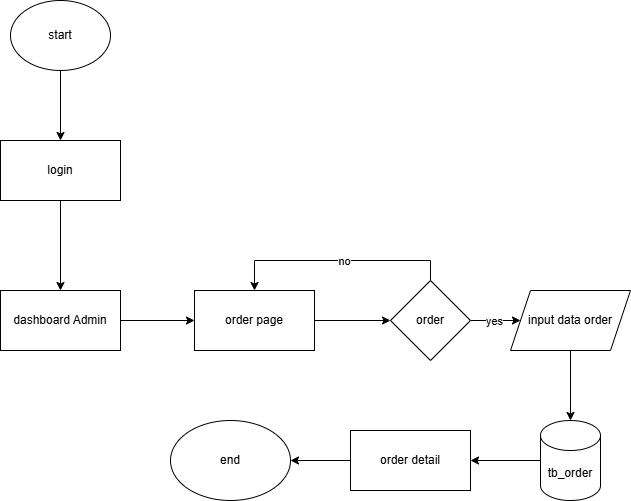 start
login
no
dashboard Admin
order page
order
yes
input data order
end
order detail
tb_order